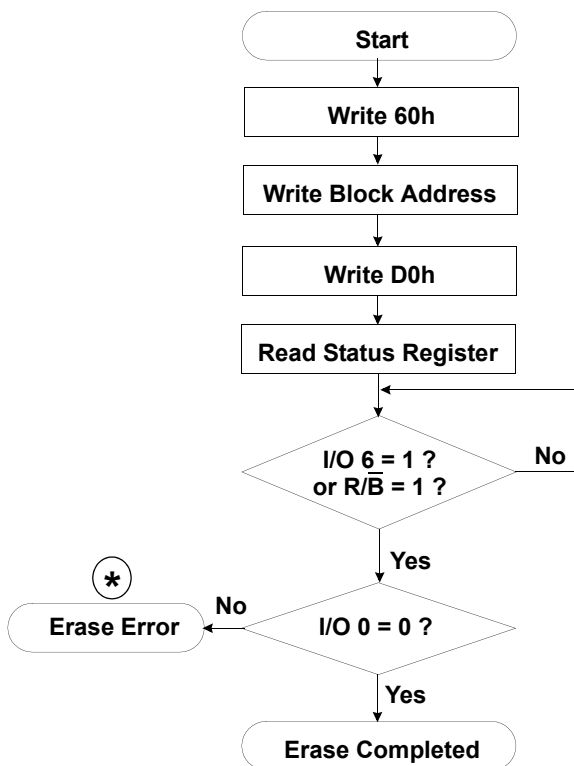 Start
Write 60h
Write Block Address
Write D0h
Read Status Register
I/O 6 = 1 ?
or R/B̅ = 1 ?
No
Yes
*
No
Erase Error
I/O 0 = 0 ?
Yes
Erase Completed